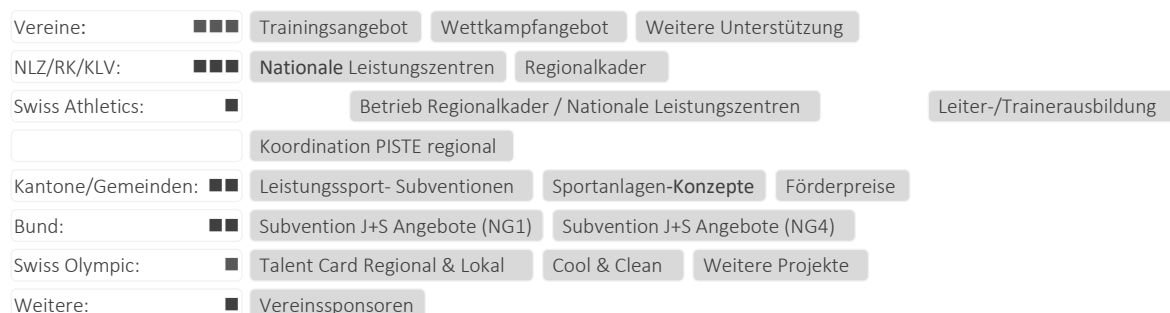 Vereine: ■■■ Trainingsangebot Wettkampfangebot Weitere Unterstützung
NLZ/RK/KLV: ■■■ Nationale Leistungszentren Regionalkader
Swiss Athletics: ■ Betrieb Regionalkader / Nationale Leistungszentren Leiter-/Trainerausbildung
Koordination PISTE regional
Kantone/Gemeinden: ■■ Leistungssport- Subventionen Sportanlagen-Konzepte Förderpreise
Bund: ■■ Subvention J+S Angebote (NG1) Subvention J+S Angebote (NG4)
Swiss Olympic: ■ Talent Card Regional & Lokal Cool & Clean Weitere Projekte
Weitere: ■ Vereinssponsoren